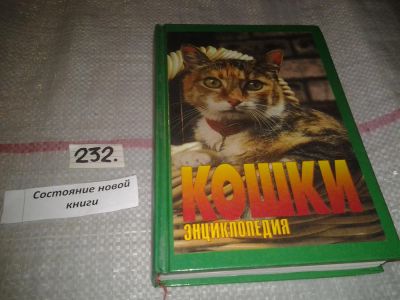 232.
Состояние новой
книги
КОШКИ
ЭНЦИКЛОПЕДИЯ